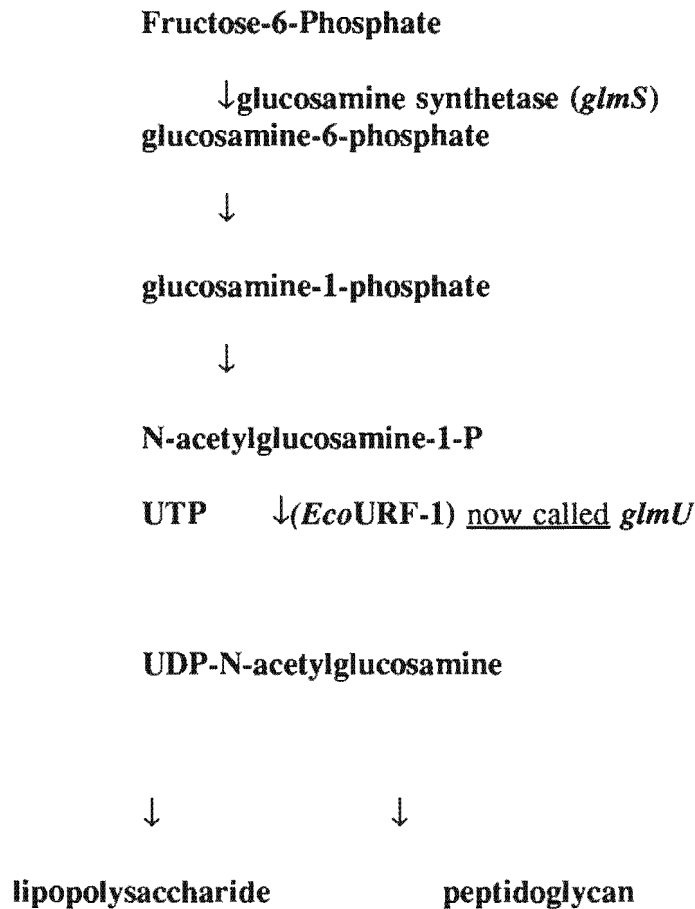 Fructose-6-Phosphate
↓glucosamine synthetase (glmS)
glucosamine-6-phosphate
↓
glucosamine-1-phosphate
↓
N-acetylglucosamine-1-P
UTP ↓(EcoURF-1) now called glmU
UDP-N-acetylglucosamine
↓ ↓
lipopolysaccharide peptidoglycan